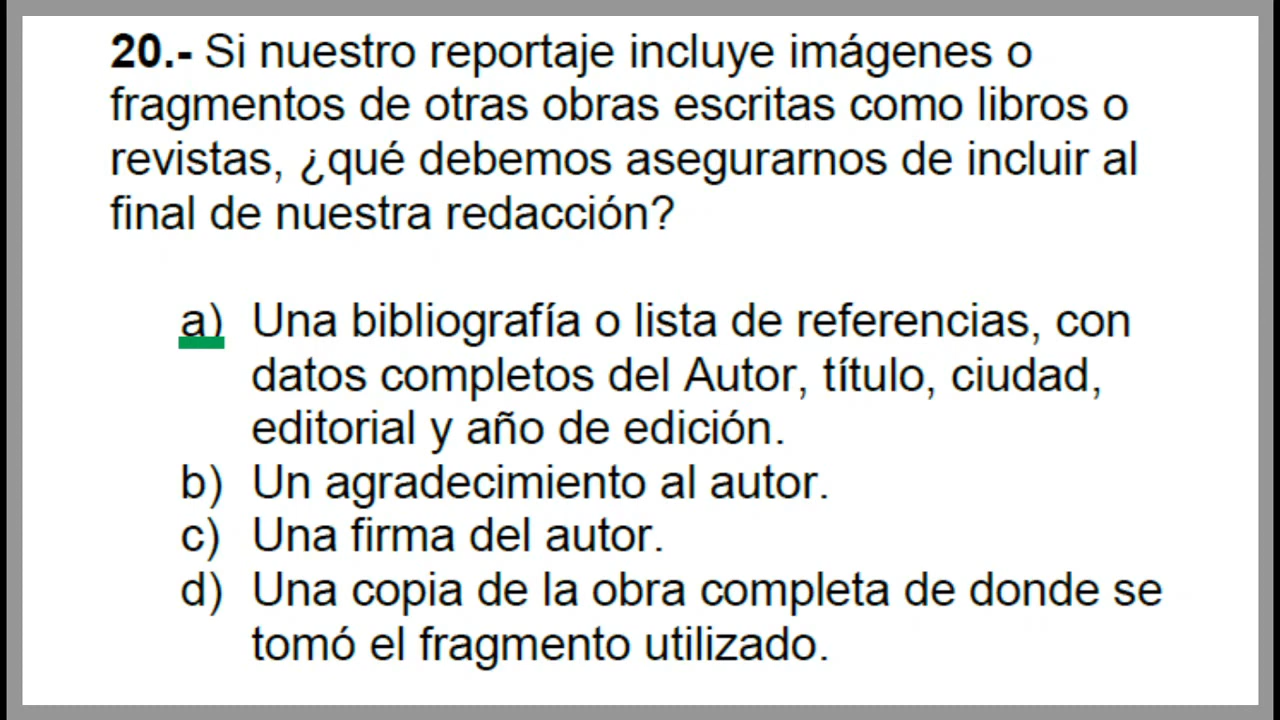 20.- Si nuestro reportaje incluye imágenes o
fragmentos de otras obras escritas como libros o
revistas, ¿qué debemos asegurarnos de incluir al
final de nuestra redacción?
a) Una bibliografía o lista de referencias, con
datos completos del Autor, título, ciudad,
editorial y año de edición.
b) Un agradecimiento al autor.
c) Una firma del autor.
d) Una copia de la obra completa de donde se
tomó el fragmento utilizado.